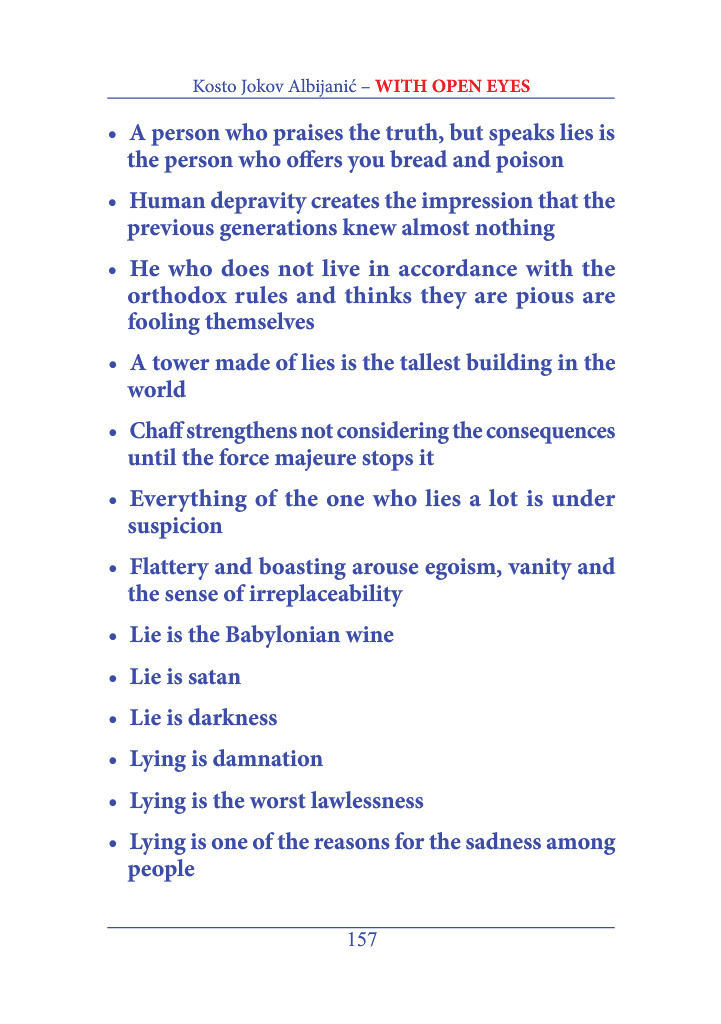 Kosto Jokov Albijanić – WITH OPEN EYES
• A person who praises the truth, but speaks lies is
the person who offers you bread and poison
• Human depravity creates the impression that the
previous generations knew almost nothing
• He who does not live in accordance with the
orthodox rules and thinks they are pious are
fooling themselves
• A tower made of lies is the tallest building in the
world
• Chaff strengthens not considering the consequences
until the force majeure stops it
• Everything of the one who lies a lot is under
suspicion
• Flattery and boasting arouse egoism, vanity and
the sense of irreplaceability
• Lie is the Babylonian wine
• Lie is satan
• Lie is darkness
• Lying is damnation
• Lying is the worst lawlessness
• Lying is one of the reasons for the sadness among
people
157